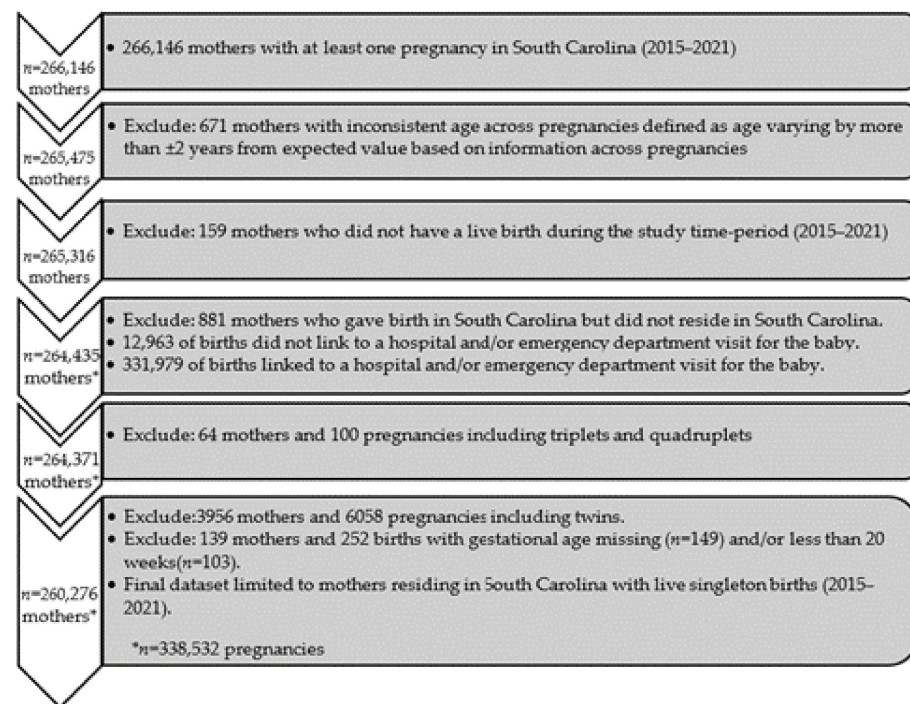 n=266,146
mothers
• 266,146 mothers with at least one pregnancy in South Carolina (2015–2021)
n=265,475
mothers
• Exclude: 671 mothers with inconsistent age across pregnancies defined as age varying by more
than ±2 years from expected value based on information across pregnancies
n=265,316
mothers
• Exclude: 159 mothers who did not have a live birth during the study time-period (2015–2021)
n=264,435
mothers*
• Exclude: 881 mothers who gave birth in South Carolina but did not reside in South Carolina.
• 12,963 of births did not link to a hospital and/or emergency department visit for the baby.
• 331,979 of births linked to a hospital and/or emergency department visit for the baby.
n=264,371
mothers*
• Exclude: 64 mothers and 100 pregnancies including triplets and quadruplets
n=260,276
mothers*
• Exclude:3956 mothers and 6058 pregnancies including twins.
• Exclude: 139 mothers and 252 births with gestational age missing (n=149) and/or less than 20
weeks(n=103).
• Final dataset limited to mothers residing in South Carolina with live singleton births (2015–
2021).
*n=338,532 pregnancies